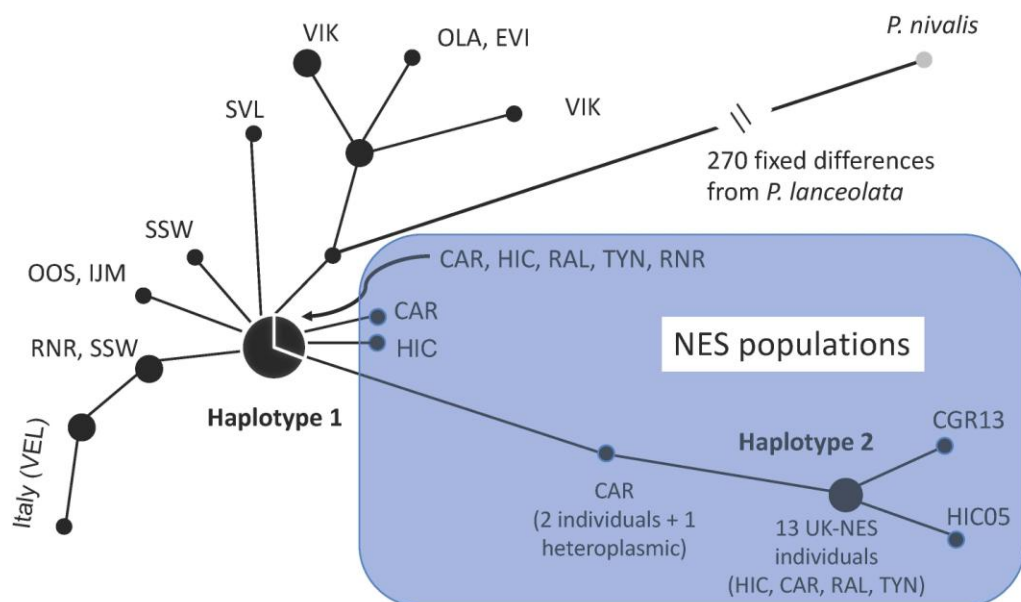 VIK
OLA, EVI
P. nivalis
SVL
VIK
270 fixed differences
from P. lanceolata
SSW
CAR, HIC, RAL, TYN, RNR
OOS, IJM
CAR
HIC
NES populations
RNR, SSW
Haplotype 1
Haplotype 2
CGR13
Italy (VEL)
CAR
(2 individuals + 1
heteroplasmic)
13 UK-NES
individuals
(HIC, CAR, RAL, TYN)
HIC05